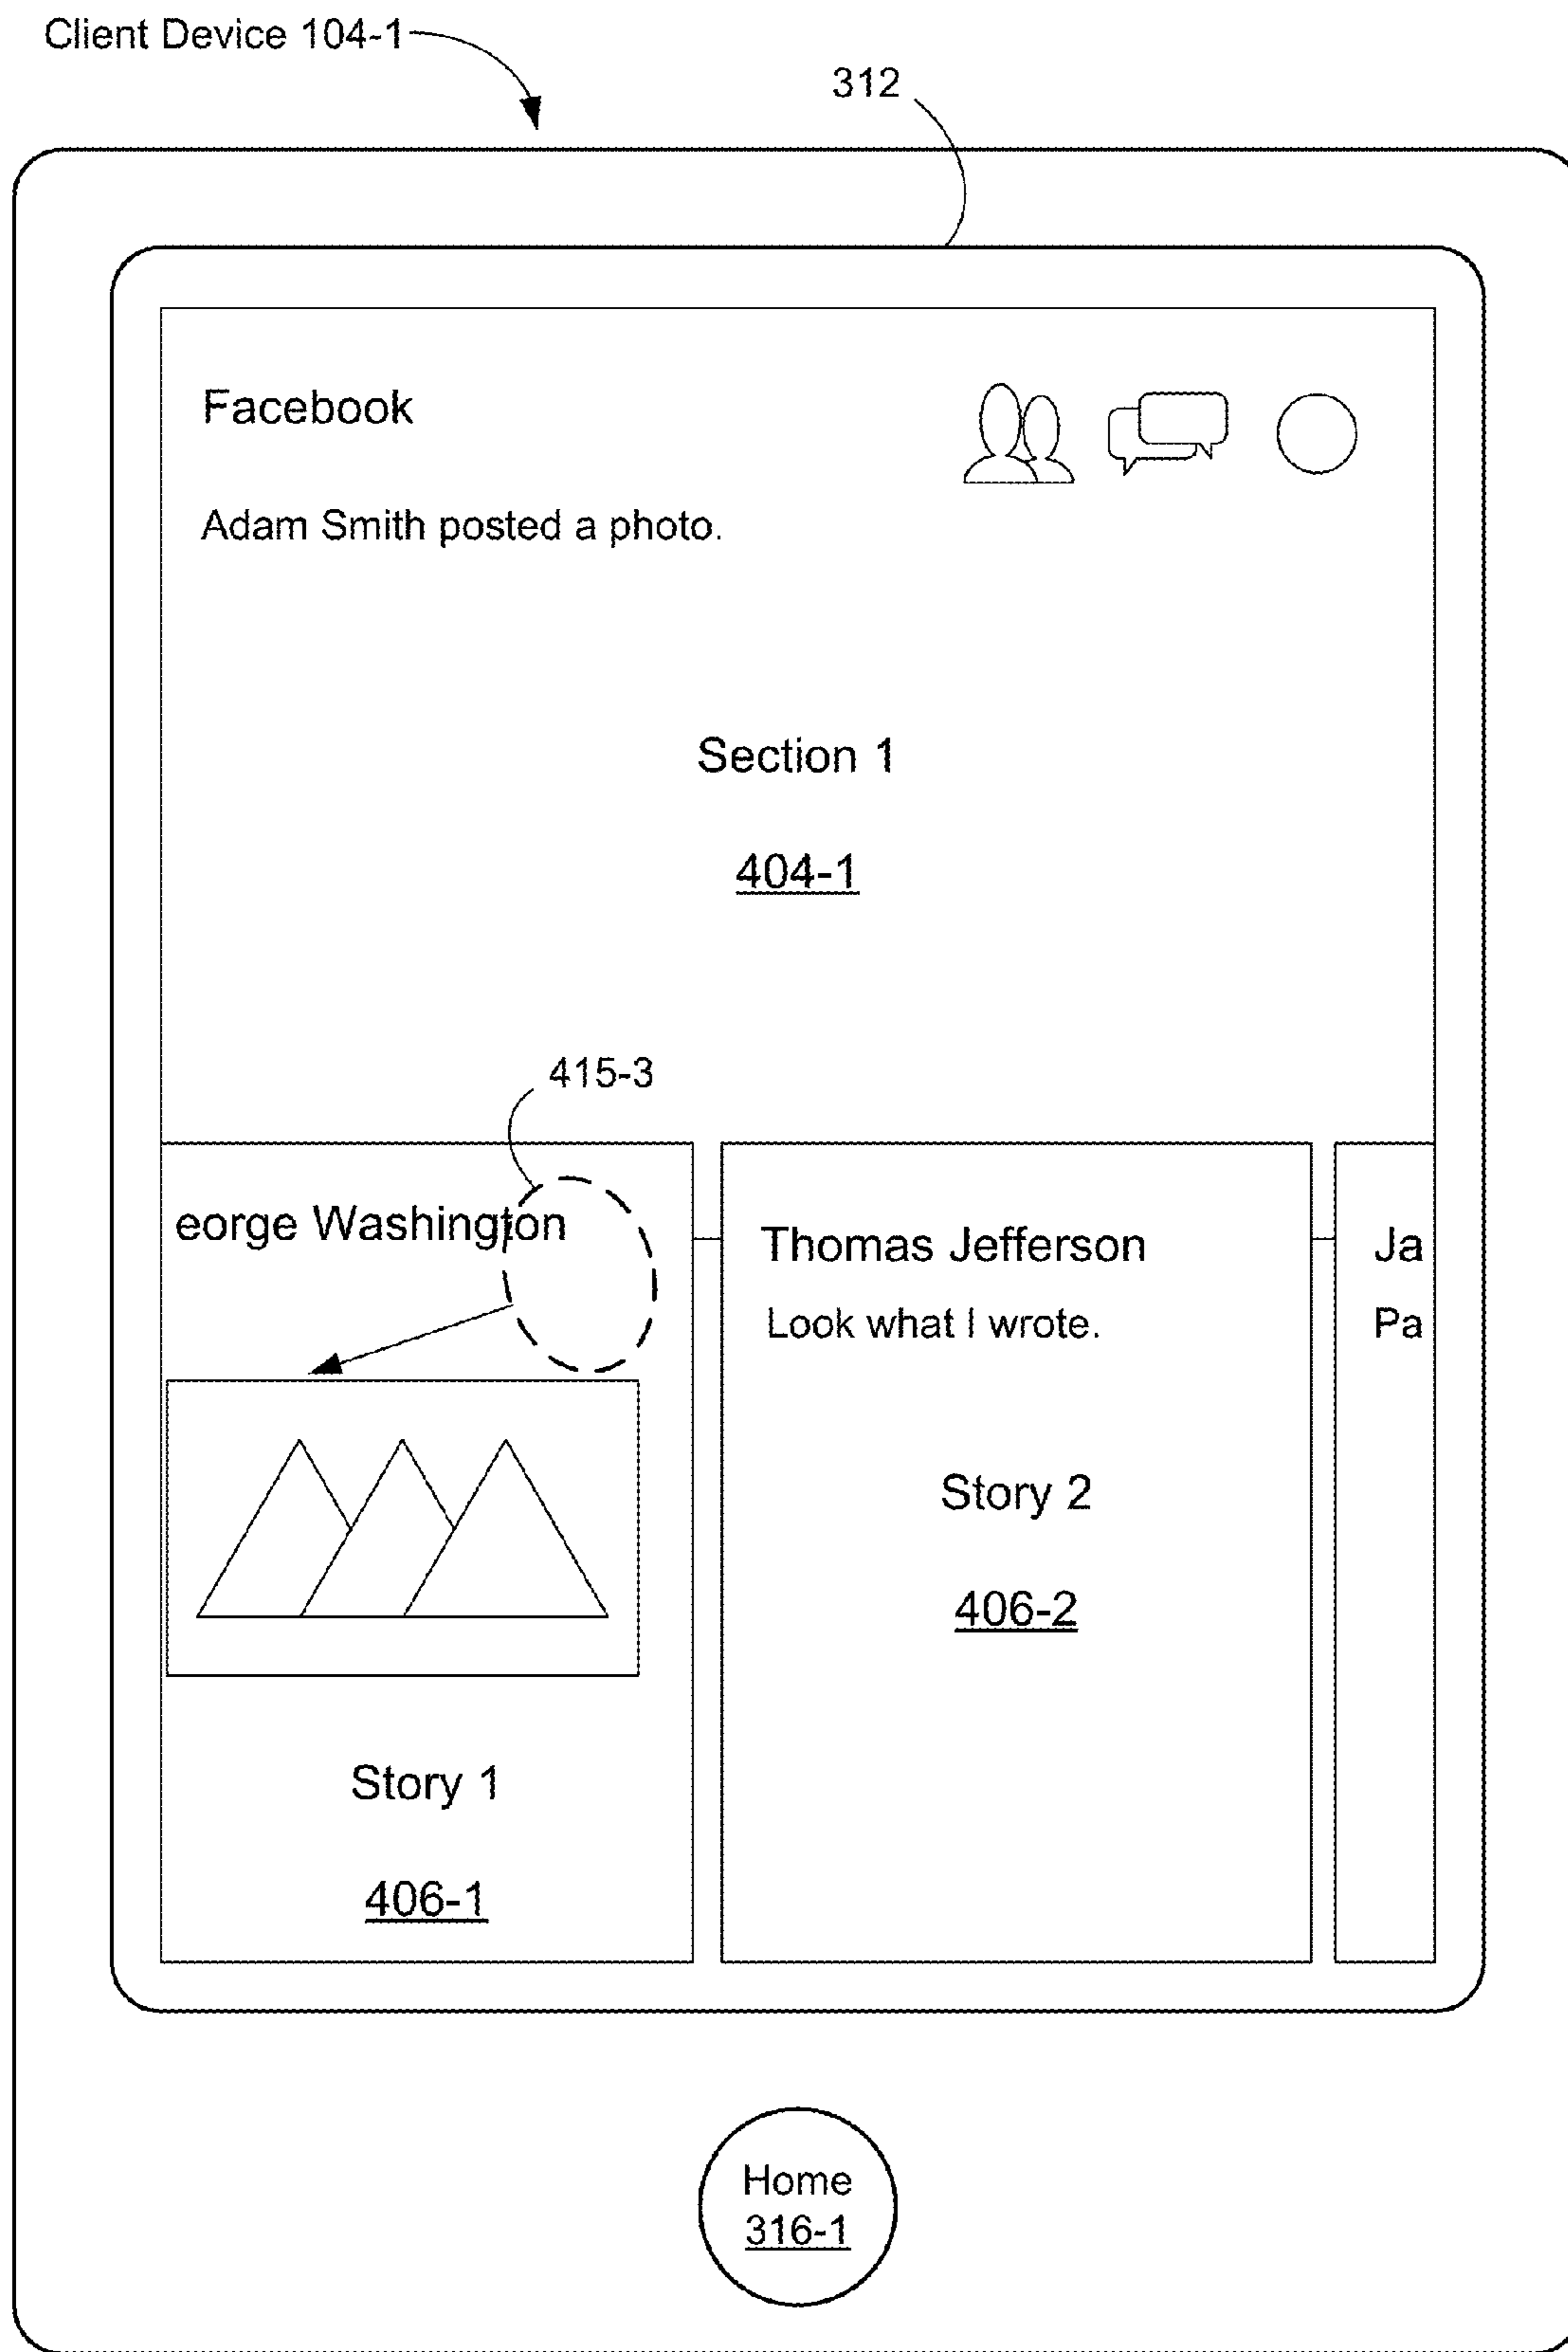 Client Device 104-1
312
Facebook
Adam Smith posted a photo.
Section 1
404-1
415-3
eorge Washington
Story 1
406-1
Thomas Jefferson
Look what I wrote.
Story 2
406-2
Ja
Pa
Home
316-1